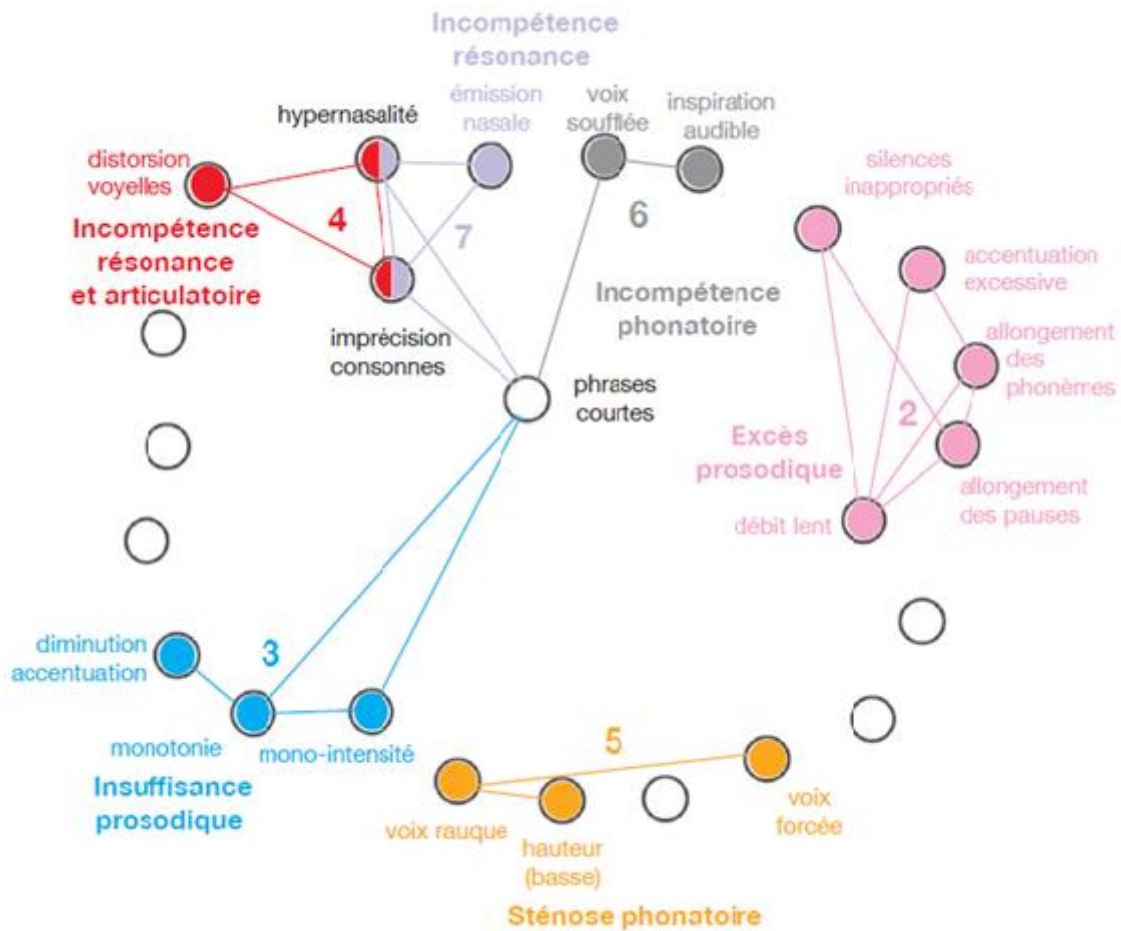 Incompétence
résonance
hypernasalité
émission
nasale
voix
soufflée
inspiration
audible
distorsion
voyelles
silences
inappropriés
4
7
6
Incompétence
résonance
et articulatoire
accentuation
excessive
Incompétence
phonatoire
imprécision
consonnes
allongement
des
phonèrres
phrases
courtes
2
Excès
prosodique
allongement
des pauses
débit lent
diminution
accentuation
3
monotonie
mono-intensité
Insuffisance
prosodique
5
voix rauque
hauteur
(basse)
voix
forcée
Sténose phonatoire